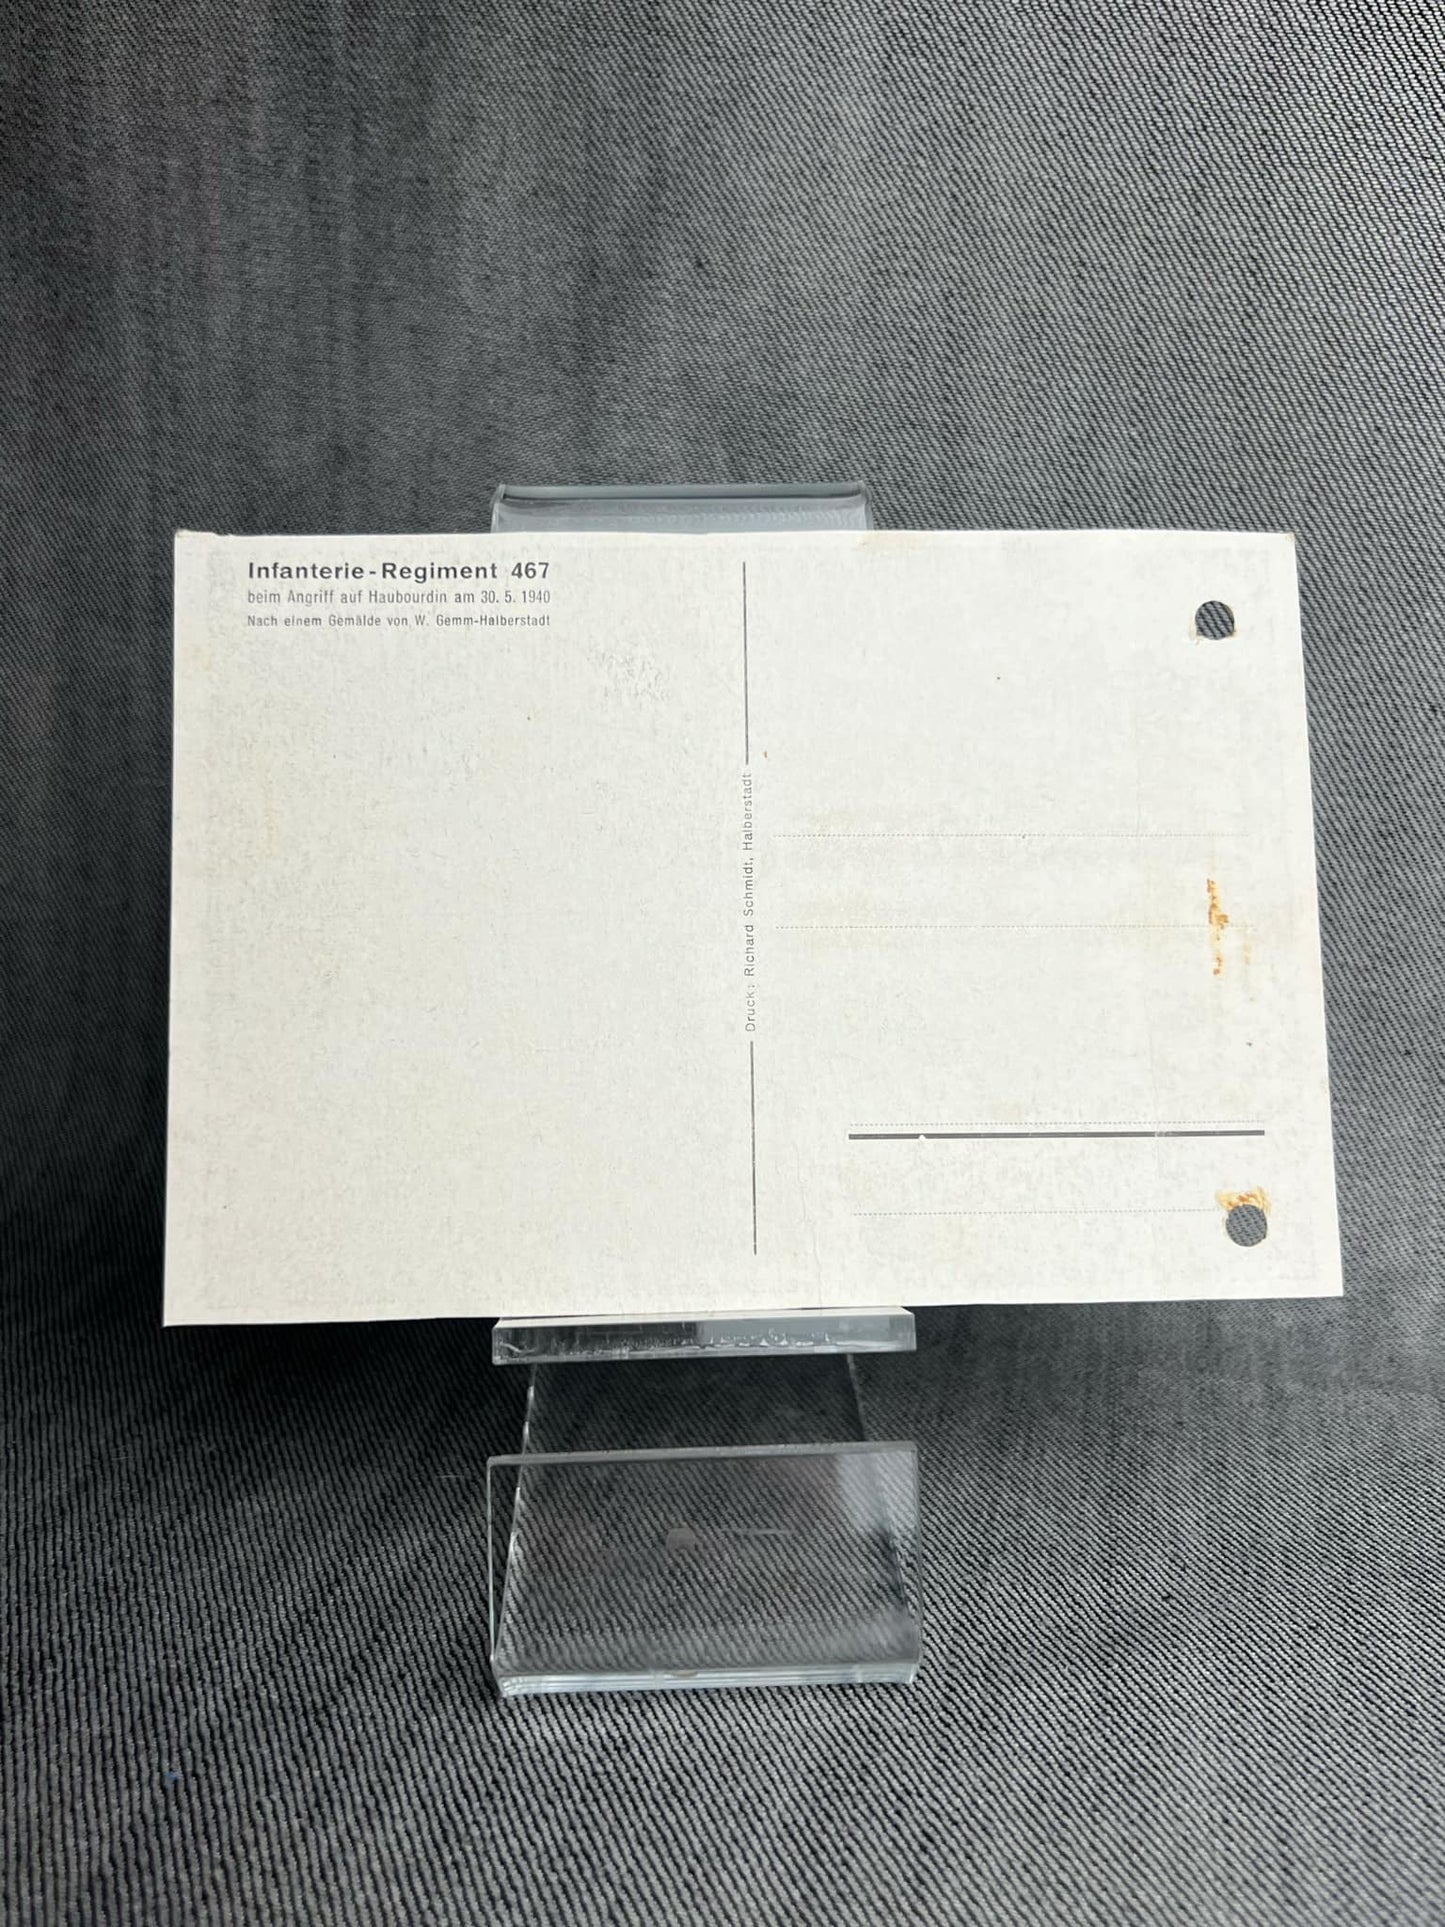 Infanterie-Regiment 467
beim Angriff auf Haubourdin am 30. 5. 1940
Nach einem Gemälde von W. Gemm-Halberstadt
Druck: Richard Schmidt, Halberstadt